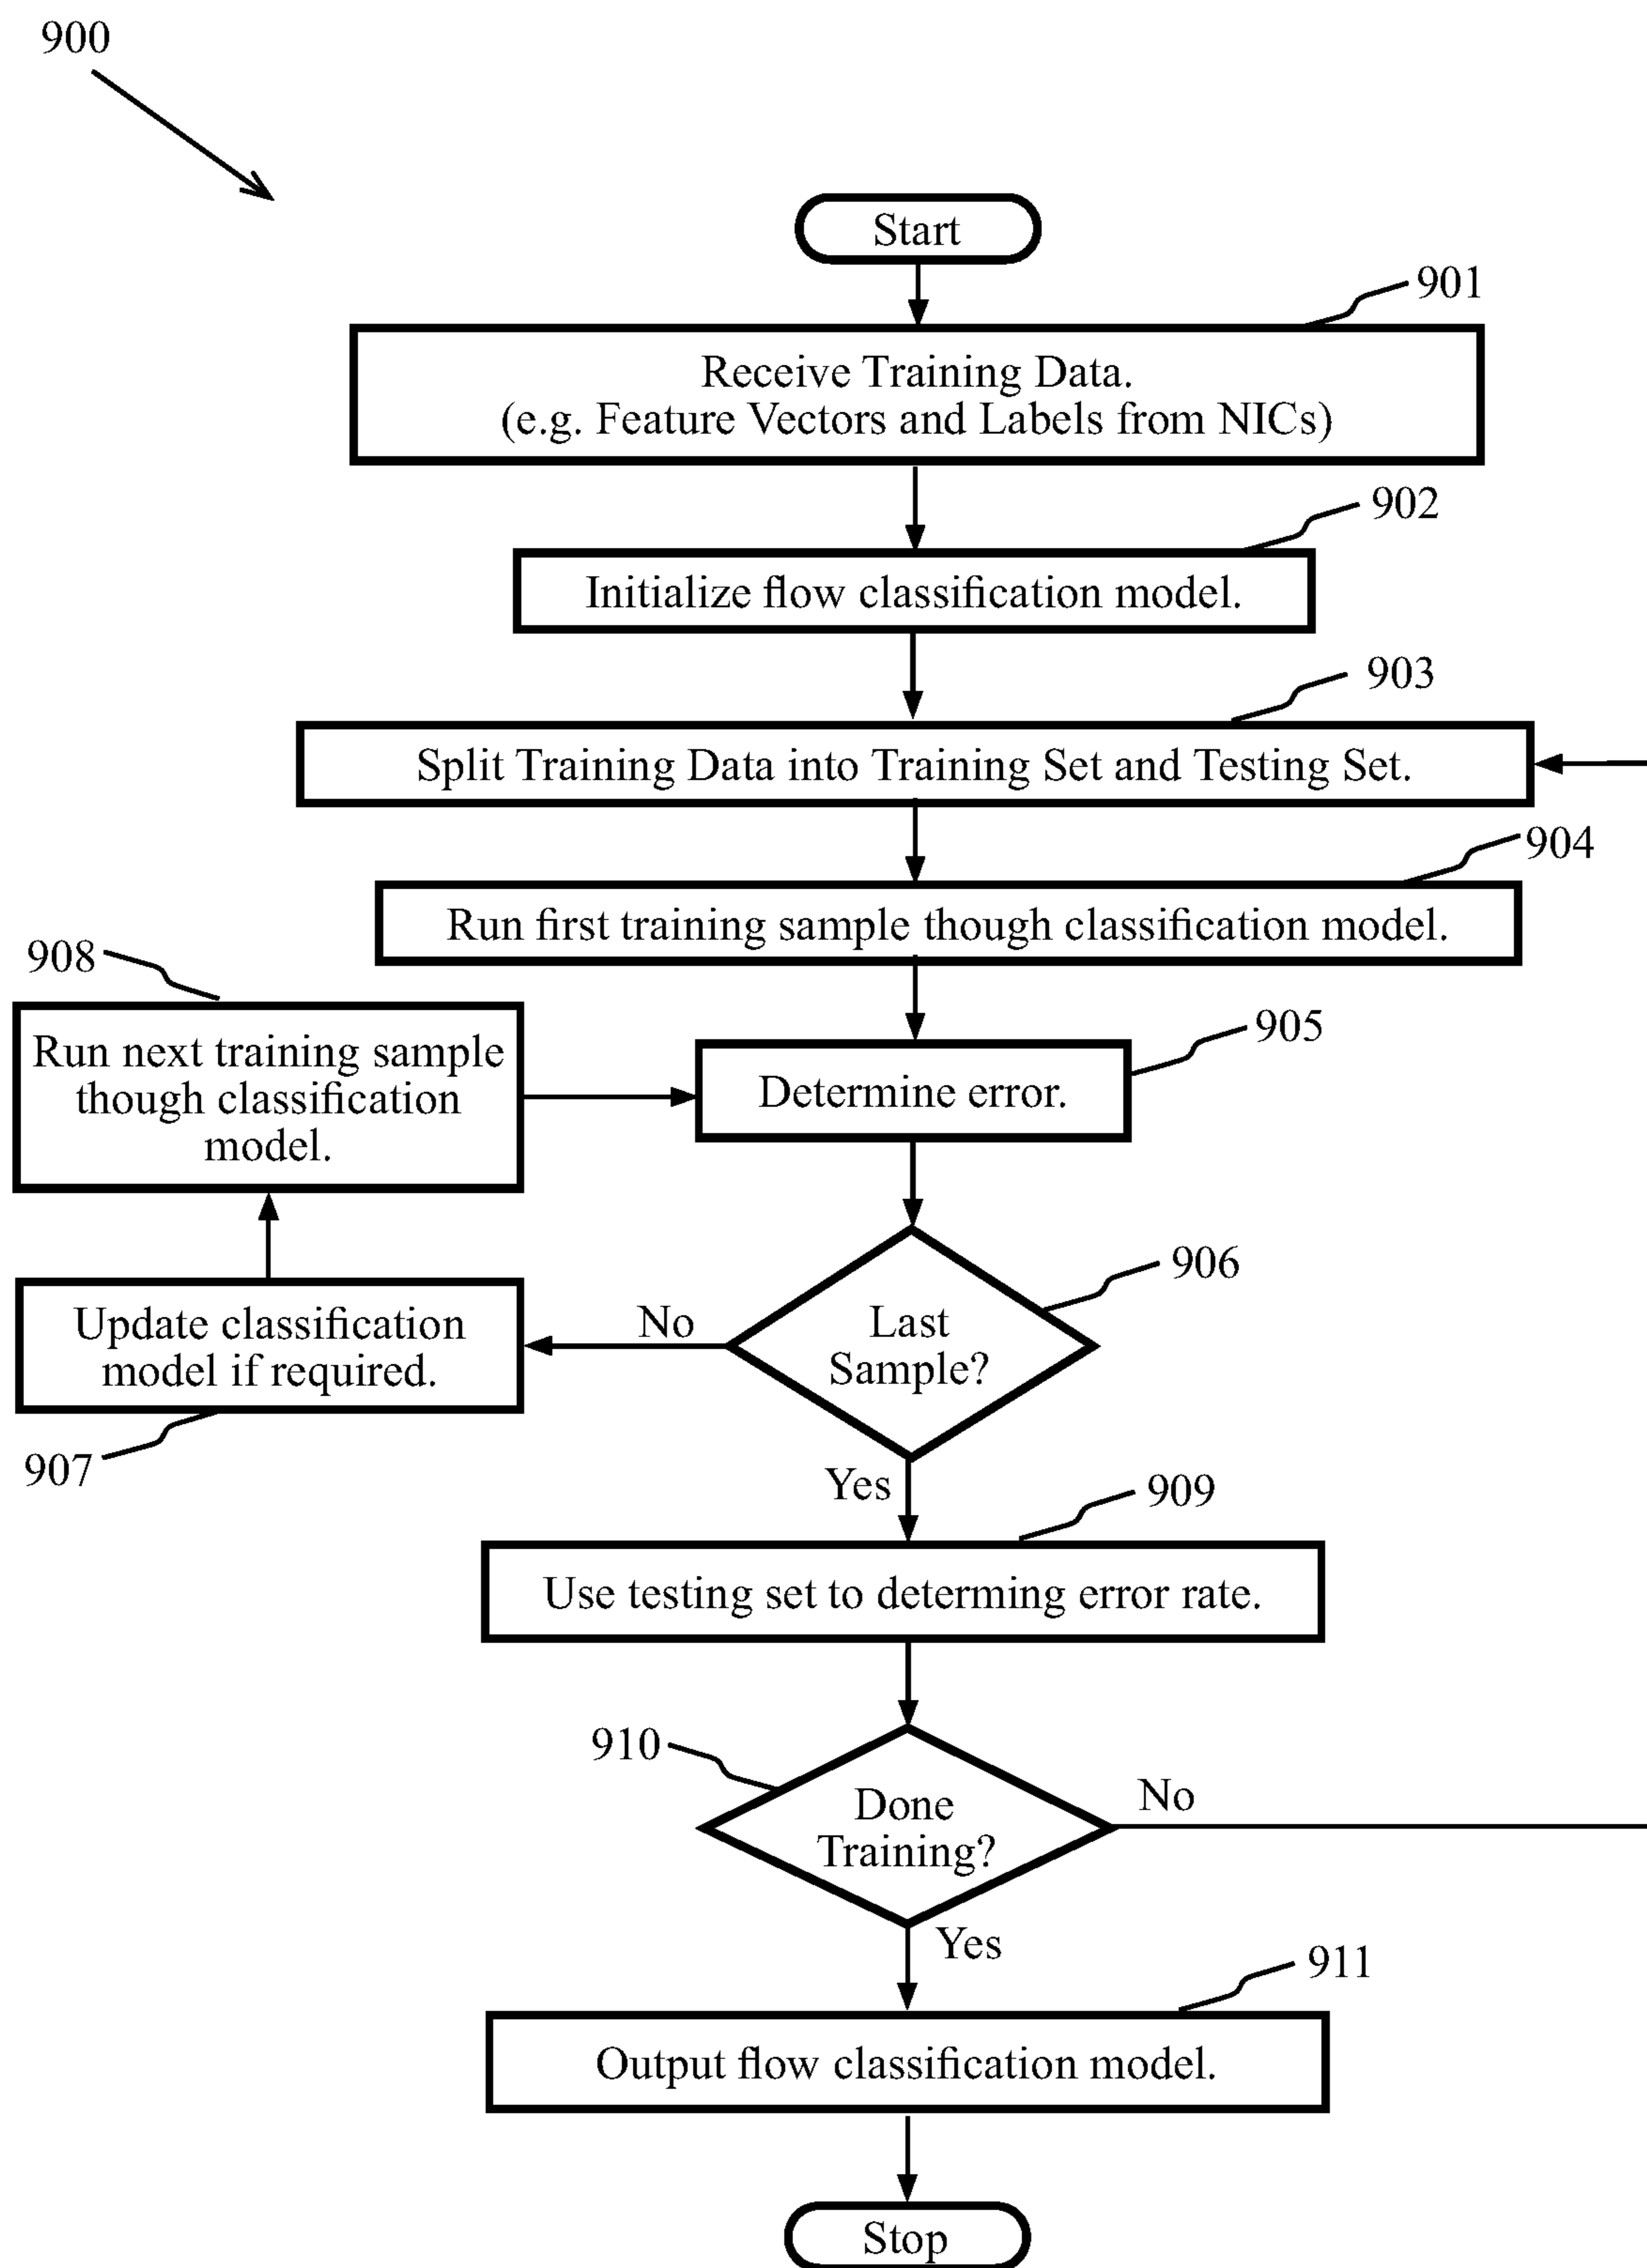 900
Start
901
Receive Training Data.
(e.g. Feature Vectors and Labels from NICs)
902
Initialize flow classification model.
903
Split Training Data into Training Set and Testing Set.
904
Run first training sample though classification model.
908
Run next training sample
though classification
model.
905
Determine error.
906
Last
Sample?
No
Update classification
model if required.
907
Yes
909
Use testing set to determing error rate.
910
Done
Training?
No
Yes
911
Output flow classification model.
Stop